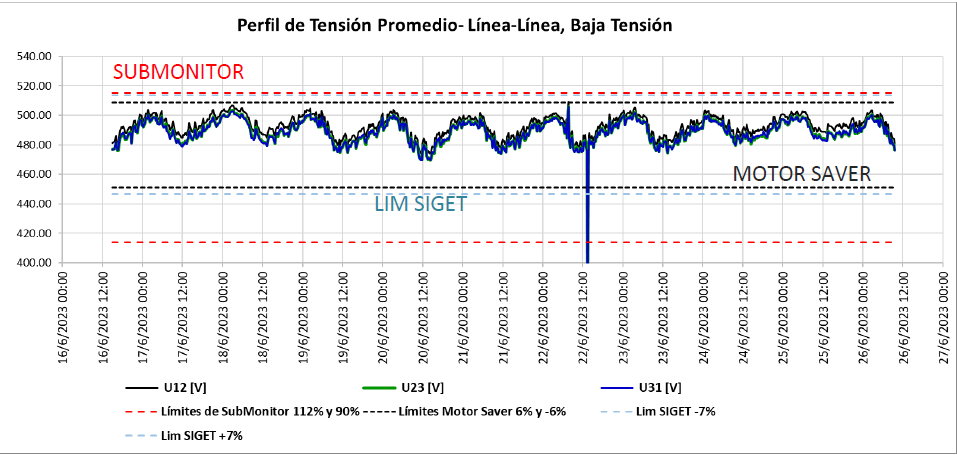 Perfil de Tensión Promedio- Línea-Línea, Baja Tensión
540.00
520.00
500.00
480.00
460.00
440.00
420.00
400.00
SUBMONITOR
MOTOR SAVER
LIM SIGET
16/6/2023 00:00
16/6/2023 12:00
17/6/2023 00:00
17/6/2023 12:00
18/6/2023 00:00
18/6/2023 12:00
19/6/2023 00:00
19/6/2023 12:00
20/6/2023 00:00
20/6/2023 12:00
21/6/2023 00:00
21/6/2023 12:00
22/6/2023 00:00
22/6/2023 12:00
23/6/2023 00:00
23/6/2023 12:00
24/6/2023 00:00
24/6/2023 12:00
25/6/2023 00:00
25/6/2023 12:00
26/6/2023 00:00
26/6/2023 12:00
27/6/2023 00:00
U12 [V]
U23 [V]
U31 [V]
Límites de SubMonitor 112% y 90%
Límites Motor Saver 6% y -6%
Lim SIGET -7%
Lim SIGET +7%